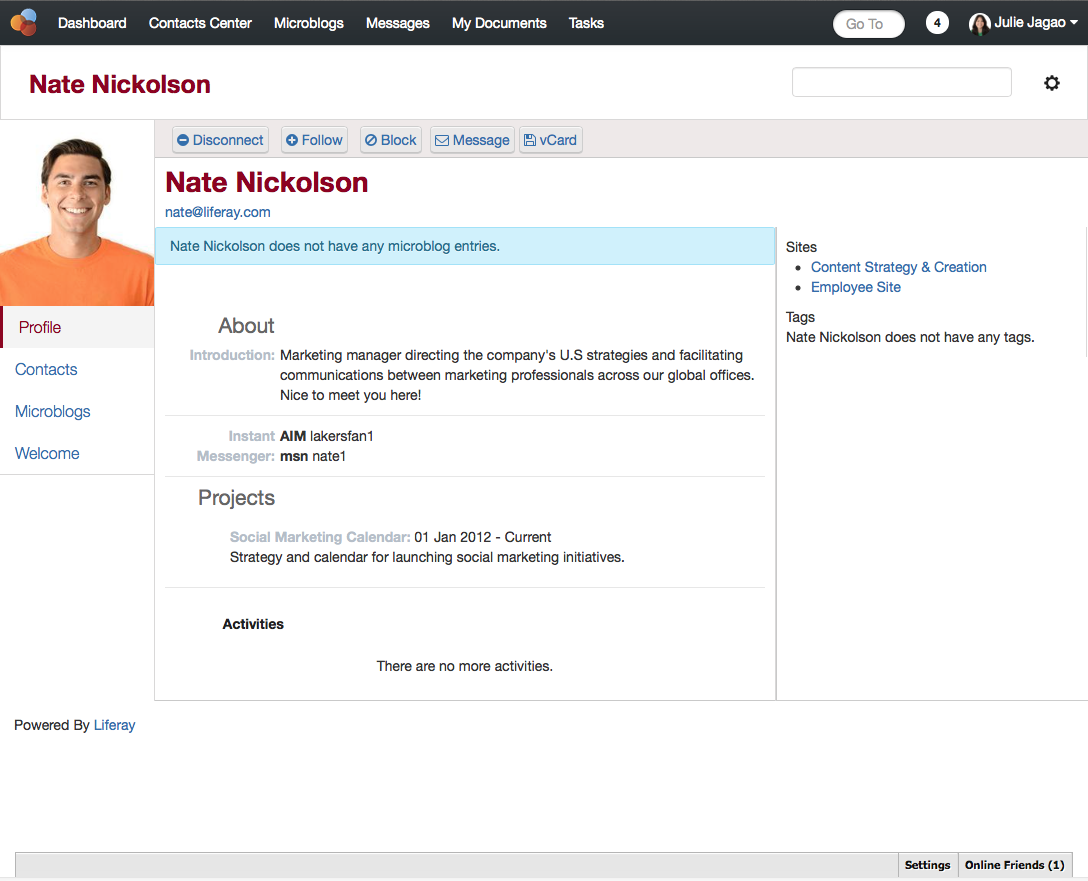 Dashboard Contacts Center Microblogs Messages My Documents Tasks Go To 4 Julie Jagao
Nate Nickolson
Disconnect Follow Block Message vCard
Nate Nickolson
nate@liferay.com
Nate Nickolson does not have any microblog entries.
Profile
Contacts
Microblogs
Welcome
About
Introduction: Marketing manager directing the company's U.S strategies and facilitating
communications between marketing professionals across our global offices.
Nice to meet you here!
Instant AIM lakersfan1
Messenger: msn nate1
Projects
Social Marketing Calendar: 01 Jan 2012 - Current
Strategy and calendar for launching social marketing initiatives.
Activities
There are no more activities.
Sites
Content Strategy & Creation
Employee Site
Tags
Nate Nickolson does not have any tags.
Powered By Liferay
Settings Online Friends (1)